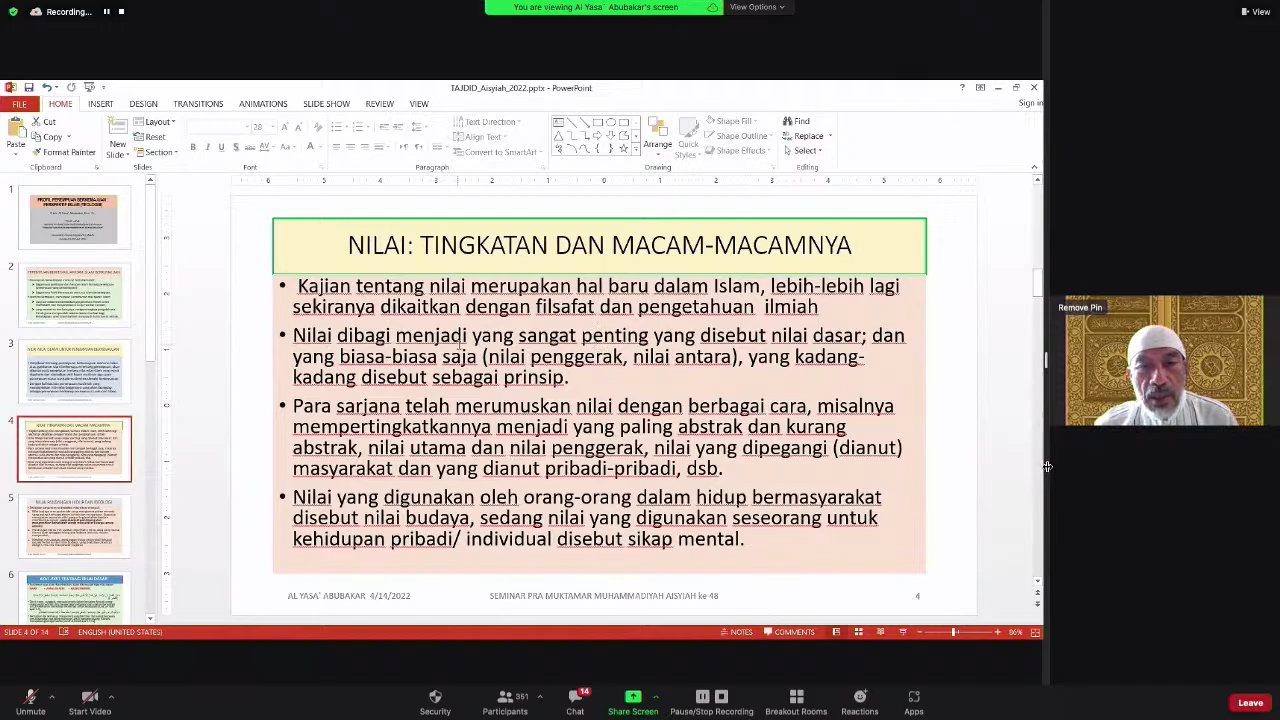 Recording...
You are viewing Al Yasa` Abubakar's screen
View Options
View
TAJDID_Aisyiah_2022.pptx - PowerPoint
Sign in
FILE
HOME
INSERT
DESIGN
TRANSITIONS
ANIMATIONS
SLIDE SHOW
REVIEW
VIEW
Paste
Cut
Copy
Format Painter
Clipboard
New
Slide
Layout
Reset
Section
Slides
28
Font
Text Direction
Align Text
Convert to SmartArt
Paragraph
Arrange
Quick
Styles
Shape Fill
Shape Outline
Shape Effects
Drawing
Find
Replace
Select
Editing
NILAI: TINGKATAN DAN MACAM-MACAMNYA
• Kajian tentang nilai merupakan hal baru dalam Islam, lebih-lebih lagi
sekiranya dikaitkan dengan filsafat dan pengetahuan ilmiah
• Nilai dibagi menjadi yang sangat penting yang disebut nilai dasar; dan
yang biasa-biasa saja (nilai penggerak, nilai antara), yang kadang-
kadang disebut sebagai prinsip.
• Para sarjana telah merumuskan nilai dengan berbagai cara, misalnya
mempertingkatkannya menjadi yang paling abstrak dan kurang
abstrak, nilai utama dan nilai penggerak, nilai yang dipegangi (dianut)
masyarakat dan yang dianut pribadi-pribadi, dsb.
• Nilai yang digunakan oleh orang-orang dalam hidup bermasyarakat
disebut nilai budaya, sedang nilai yang digunakan seseorang untuk
kehidupan pribadi/ individual disebut sikap mental.
AL YASA` ABUBAKAR 4/14/2022
SEMINAR PRA MUKTAMAR MUHAMMADIYAH AISYIAH ke 48
4
Remove Pin
SLIDE 4 OF 14
ENGLISH (UNITED STATES)
NOTES
COMMENTS
86%
Unmute
Start Video
Security
Participants
361
Chat
14
Share Screen
Pause/Stop Recording
Breakout Rooms
Reactions
Apps
Leave